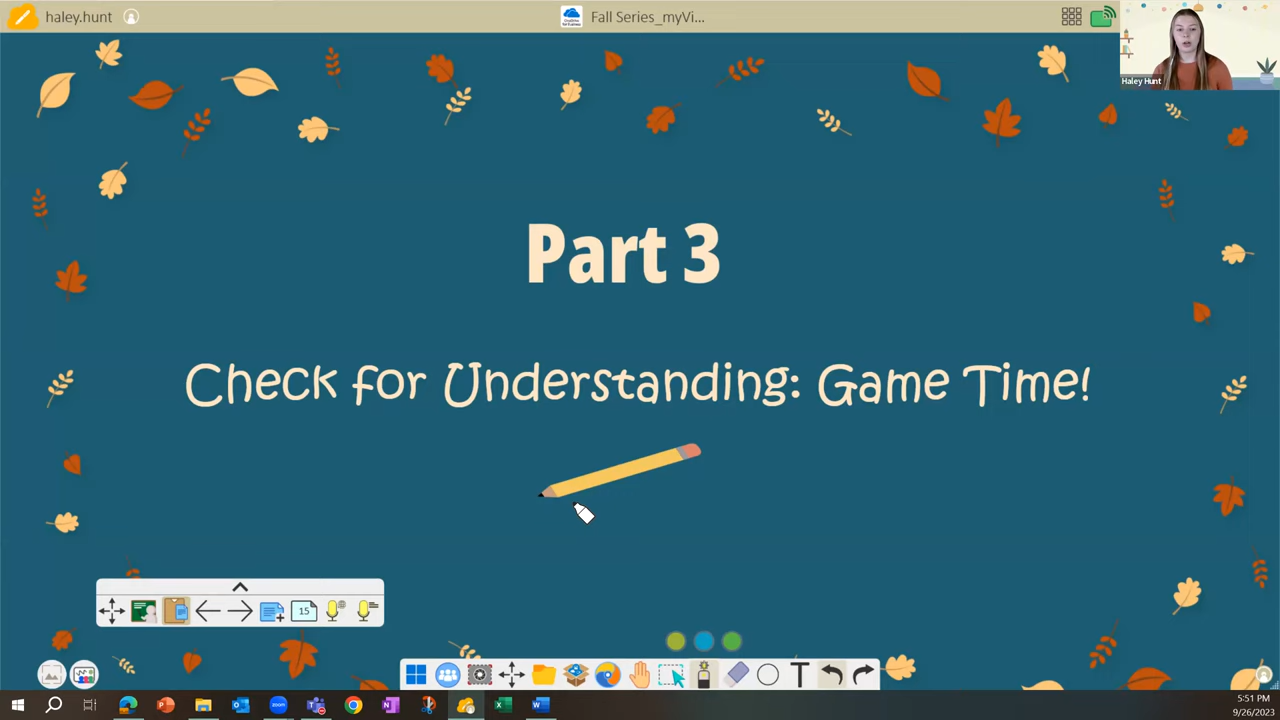 haley.hunt
Fall Series_myVi...
Haley Hunt
Part 3
Check for Understanding: Game Time!
15
T
zoom
5:51 PM
9/26/2023